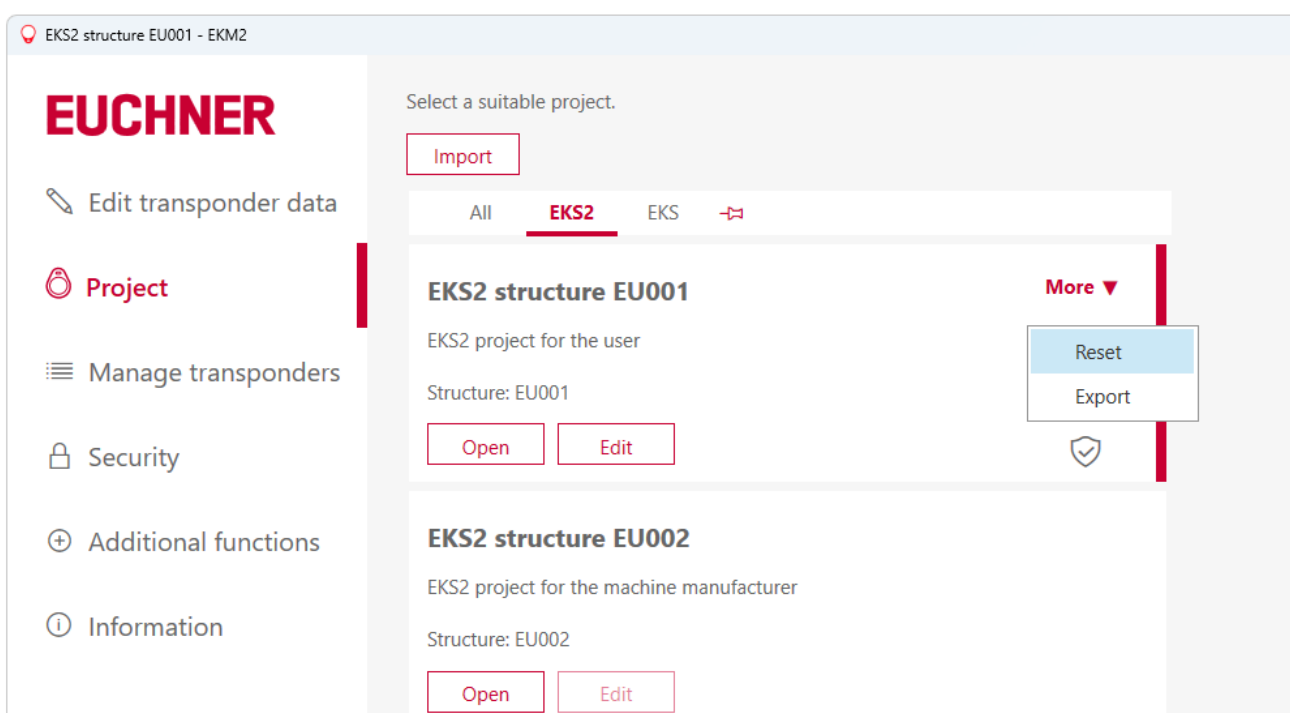 EKS2 structure EU001 - EKM2
EUCHNER
Edit transponder data
Project
Manage transponders
Security
Additional functions
Information
Select a suitable project.
Import
All EKS2 EKS
EKS2 structure EU001
More ▼
EKS2 project for the user
Reset
Structure: EU001
Export
Open Edit
EKS2 structure EU002
EKS2 project for the machine manufacturer
Structure: EU002
Open Edit